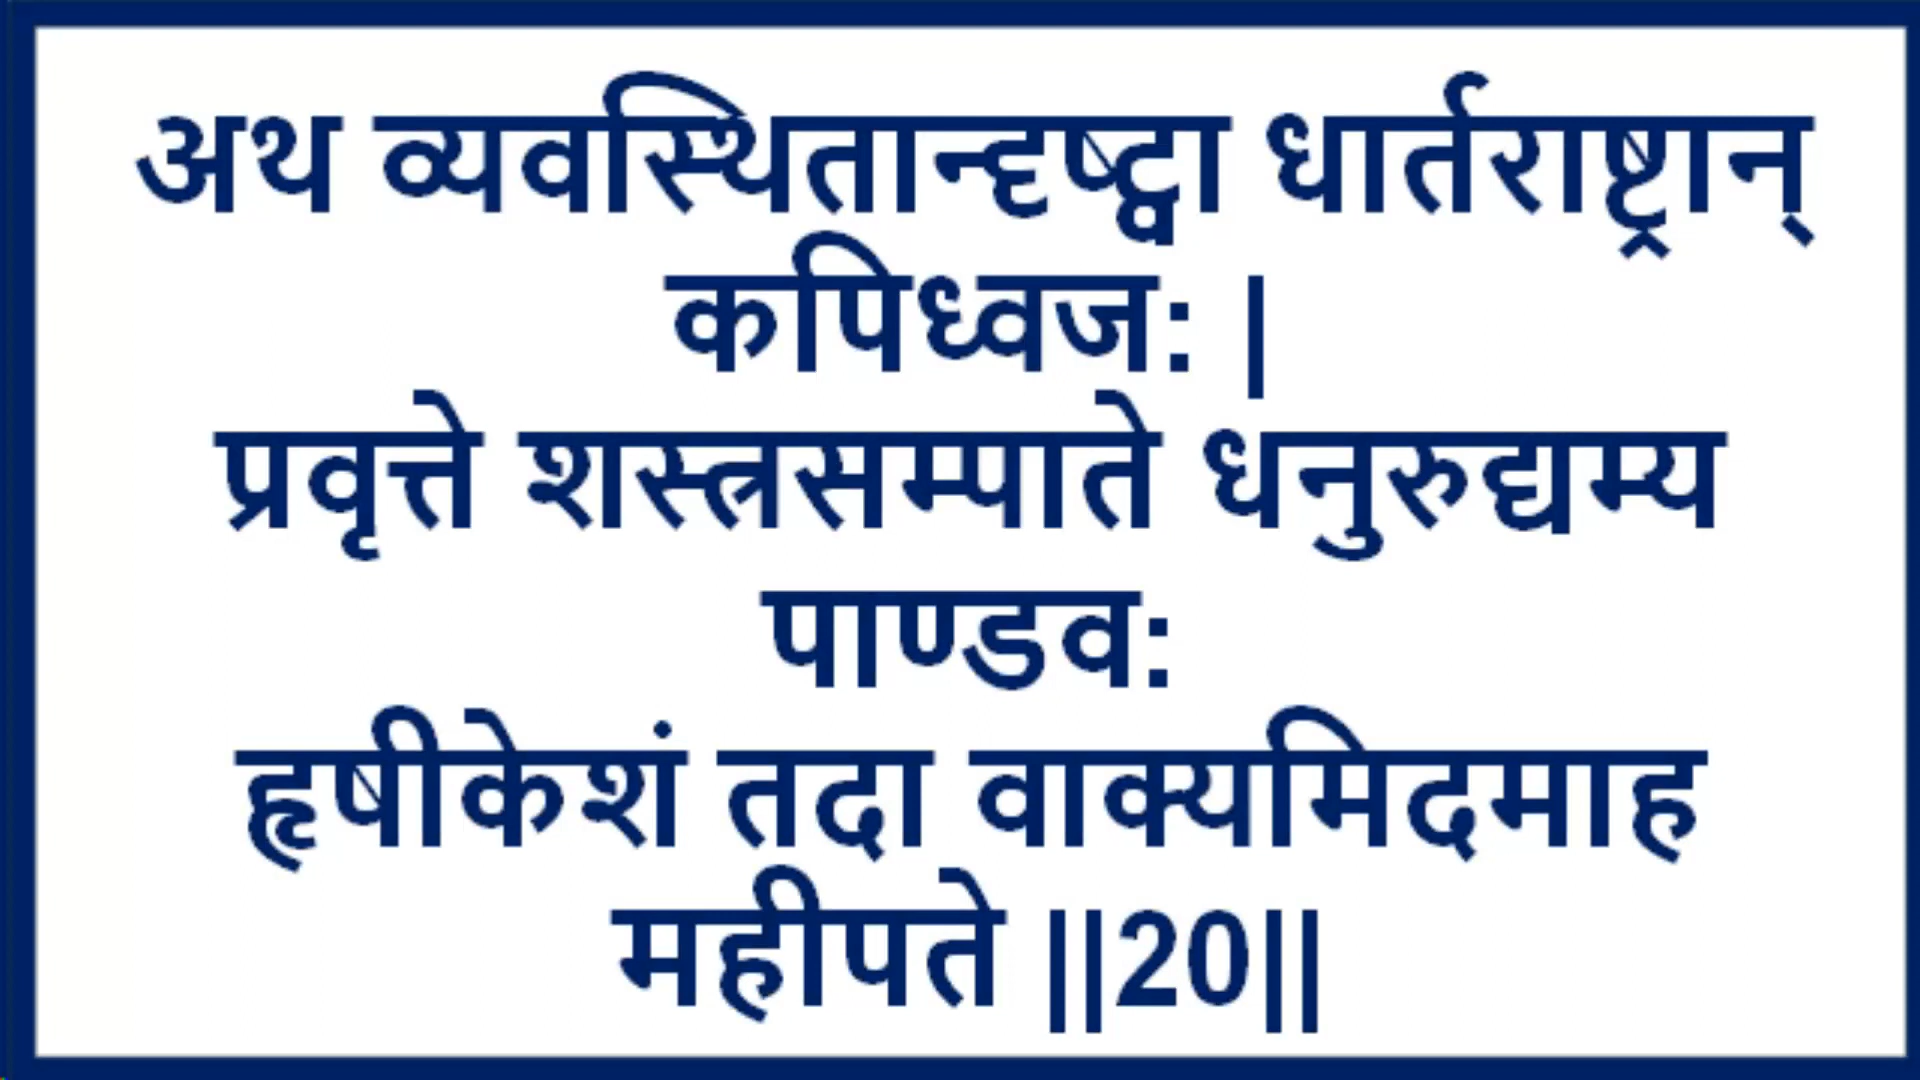 अथ व्यवस्थितान्दृष्ट्वा धार्तराष्ट्रान्
कपिध्वज: |
प्रवृत्ते शस्त्रसम्पाते धनुरुद्यम्य
पाण्डव:
हृषीकेशं तदा वाक्यमिदमाह
महीपते ||20||